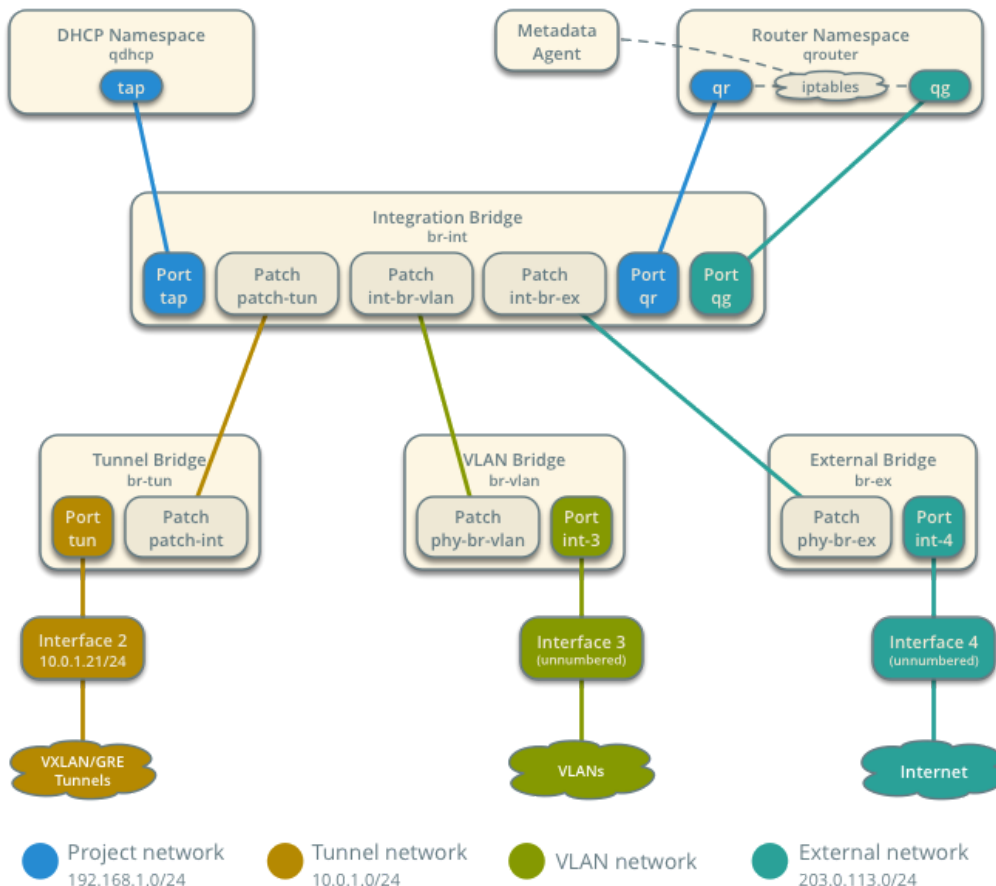 DHCP Namespace
qdhcp
tap
Metadata
Agent
Router Namespace
qrouter
qr
iptables
qg
Integration Bridge
br-int
Port
tap
Patch
patch-tun
Patch
int-br-vlan
Patch
int-br-ex
Port
qr
Port
qg
Tunnel Bridge
br-tun
Port
tun
Patch
patch-int
VLAN Bridge
br-vlan
Patch
phy-br-vlan
Port
int-3
External Bridge
br-ex
Patch
phy-br-ex
Port
int-4
Interface 2
10.0.1.21/24
Interface 3
(unnumbered)
Interface 4
(unnumbered)
VXLAN/GRE
Tunnels
VLANs
Internet
Project network
192.168.1.0/24
Tunnel network
10.0.1.0/24
VLAN network
External network
203.0.113.0/24